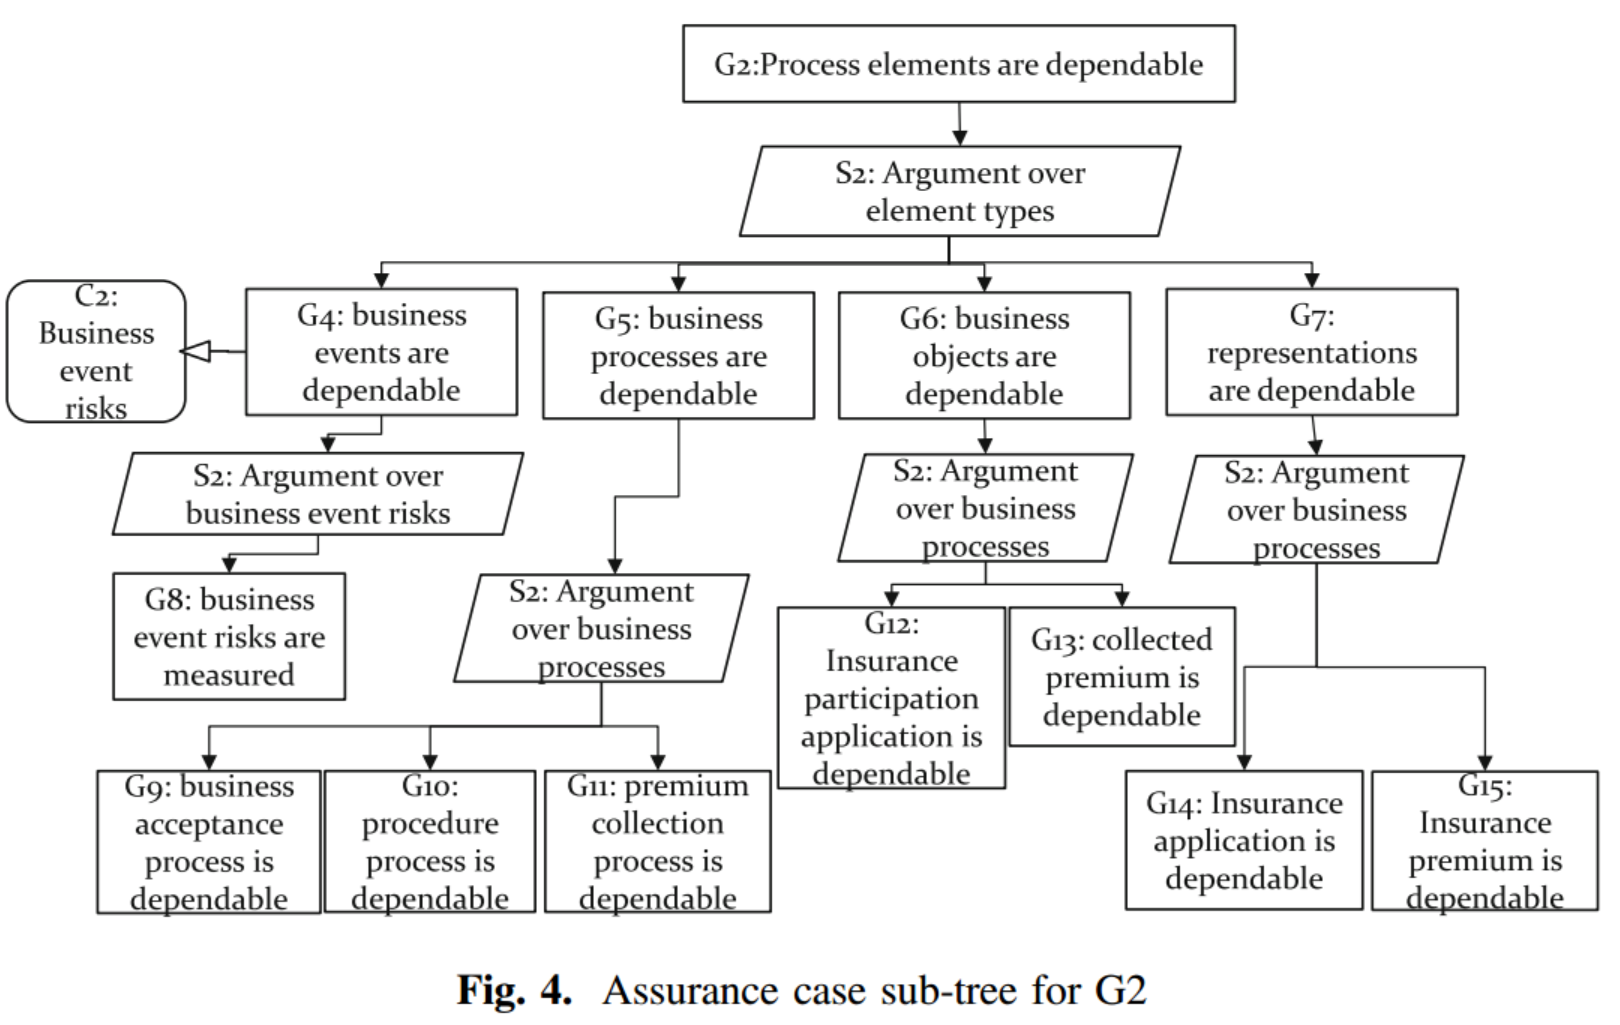 G2:Process elements are dependable
S2: Argument over
element types
C2:
Business
event
risks
G4: business
events are
dependable
G5: business
processes are
dependable
G6: business
objects are
dependable
G7:
representations
are dependable
S2: Argument over
business event risks
S2: Argument
over business
processes
S2: Argument
over business
processes
G8: business
event risks are
measured
S2: Argument
over business
processes
G12:
Insurance
participation
application is
dependable
G13: collected
premium is
dependable
G9: business
acceptance
process is
dependable
G10:
procedure
process is
dependable
G11: premium
collection
process is
dependable
G14: Insurance
application is
dependable
G15:
Insurance
premium is
dependable
Fig. 4. Assurance case sub-tree for G2